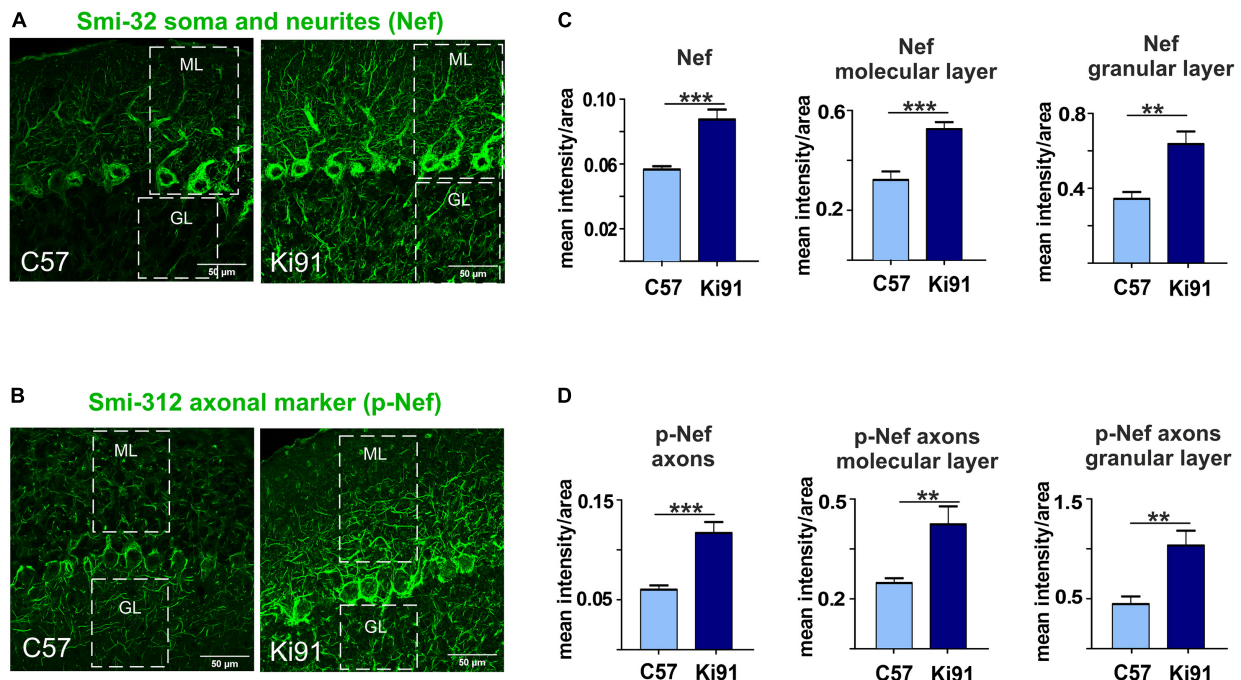 A
Smi-32 soma and neurites (Nef)
ML
GL
C57
50 µm
ML
GL
Ki91
50 µm
C
Nef
mean intensity/area
0.10
0.06
0.02
***
C57 Ki91
Nef
molecular layer
mean intensity/area
0.6
0.2
***
C57 Ki91
Nef
granular layer
mean intensity/area
0.8
0.4
**
C57 Ki91
B
Smi-312 axonal marker (p-Nef)
ML
GL
C57
50 µm
ML
GL
Ki91
50 µm
D
p-Nef
axons
mean intensity/area
0.15
0.05
***
C57 Ki91
p-Nef axons
molecular layer
mean intensity/area
0.5
0.2
**
C57 Ki91
p-Nef axons
granular layer
mean intensity/area
1.5
1.0
0.5
**
C57 Ki91